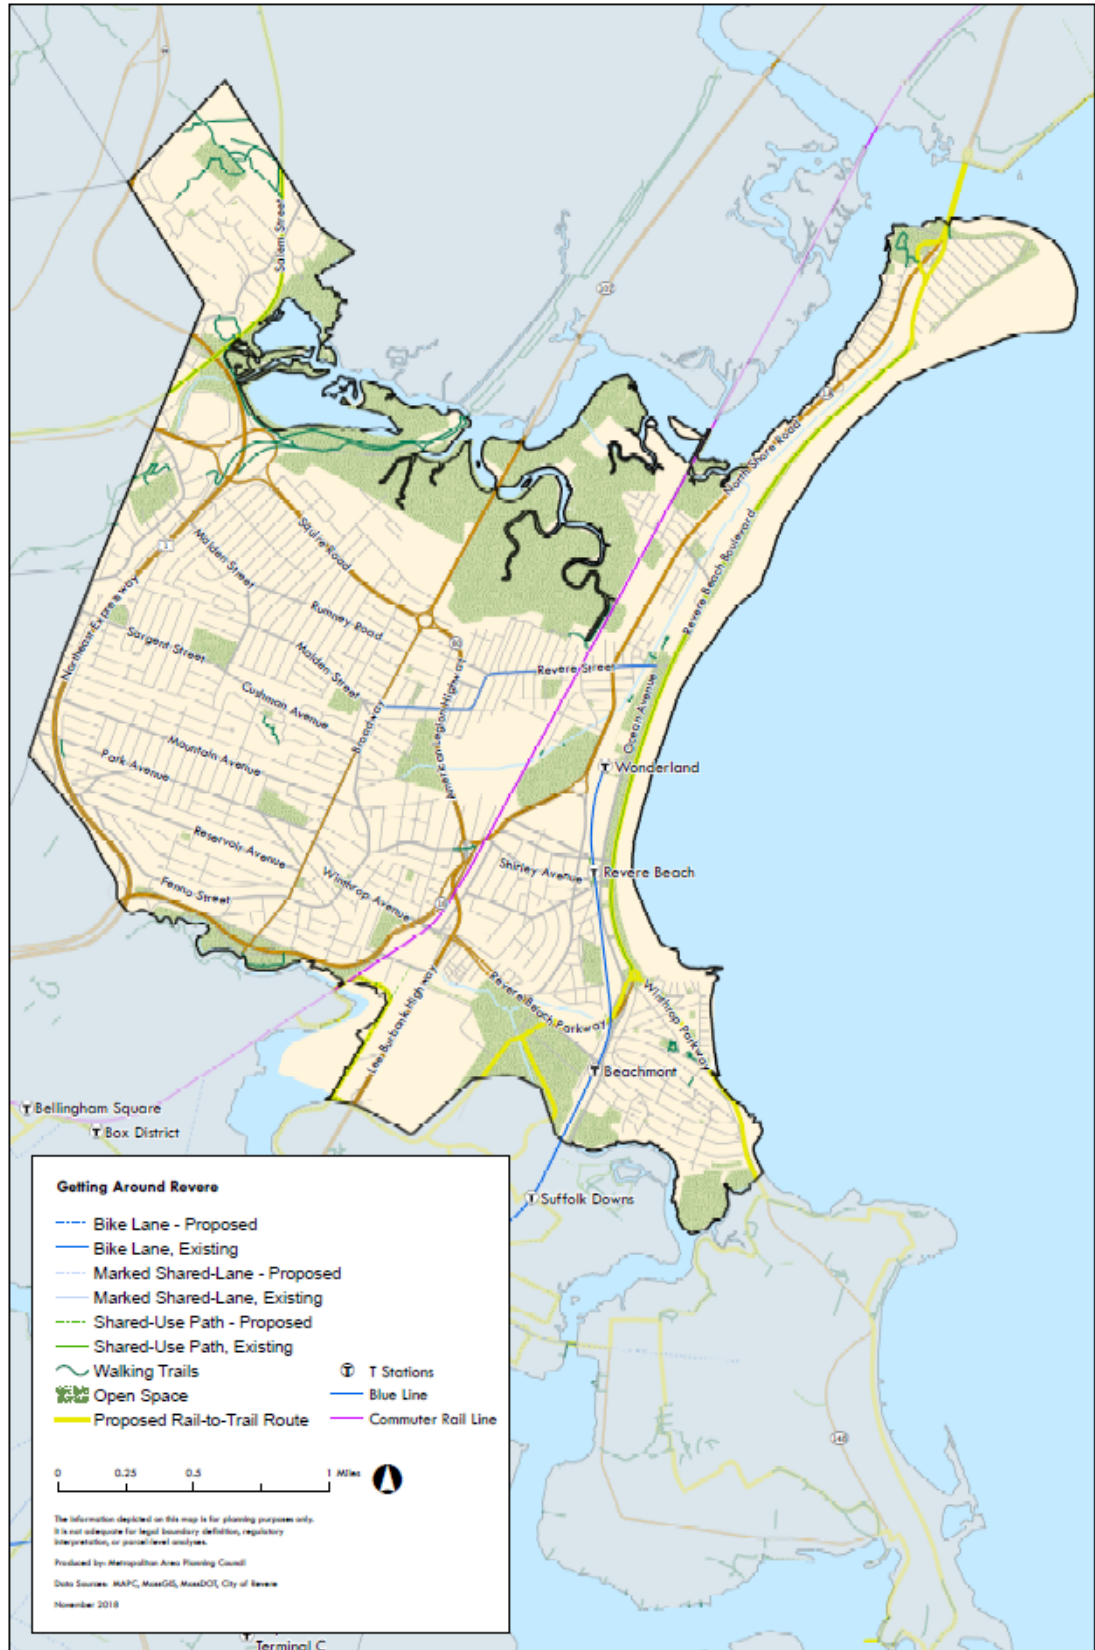 Salem Street
102
North Shore Road
Revere Beach Boulevard
Squire Road
Malden Street
1
Northeast Expressway
Rumney Road
Sargent Street
Malden Street
60
Revere Street
Cushman Avenue
Broadway
American Legion Highway
Ocean Avenue
Mountain Avenue
Wonderland
Park Avenue
Reservoir Avenue
Shirley Avenue
Revere Beach
Winthrop Avenue
Fenno Street
16
Lee Burbank Highway
Revere Beach Parkway
Winthrop Parkway
Beachmont
Bellingham Square
Box District
Suffolk Downs
145
Getting Around Revere
Bike Lane - Proposed
Bike Lane, Existing
Marked Shared-Lane - Proposed
Marked Shared-Lane, Existing
Shared-Use Path - Proposed
Shared-Use Path, Existing
Walking Trails
Open Space
Proposed Rail-to-Trail Route
T Stations
Blue Line
Commuter Rail Line
0 0.25 0.5 1 Miles
The information depicted on this map is for planning purposes only.
It is not adequate for legal boundary definition, regulatory
interpretation, or parcel-level analyses.
Produced by: Metropolitan Area Planning Council
Data Sources: MAPC, MassGIS, MassDOT, City of Revere
November 2018
Terminal C